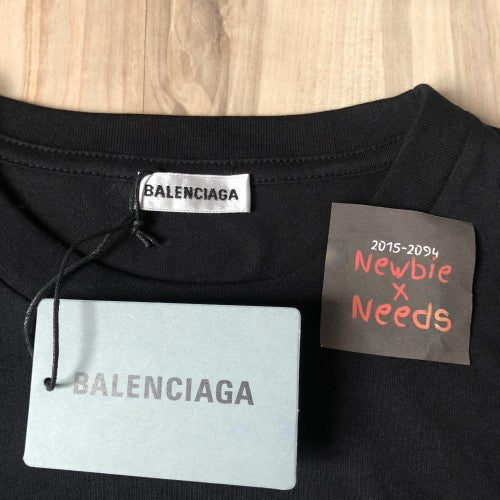 BALENCIAGA
2015-2094
Newbie
x
Needs
BALENCIAGA